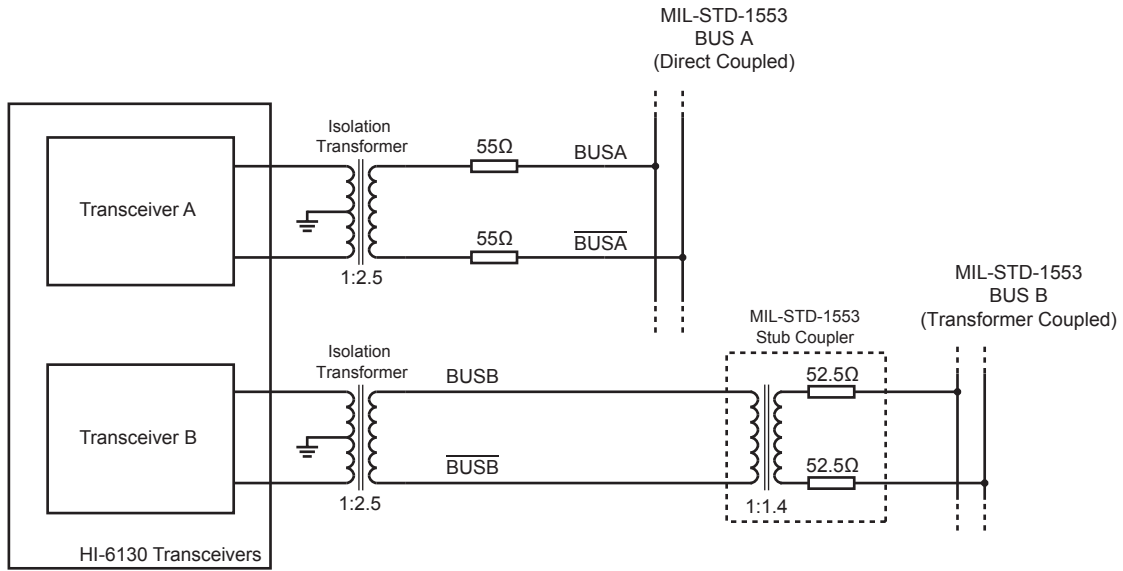 MIL-STD-1553
BUS A
(Direct Coupled)
Isolation
Transformer
55Ω
BUSA
Transceiver A
55Ω
BUSA
1:2.5
MIL-STD-1553
BUS B
(Transformer Coupled)
MIL-STD-1553
Stub Coupler
Isolation
Transformer
BUSB
52.5Ω
Transceiver B
BUSB
52.5Ω
1:2.5
1:1.4
HI-6130 Transceivers